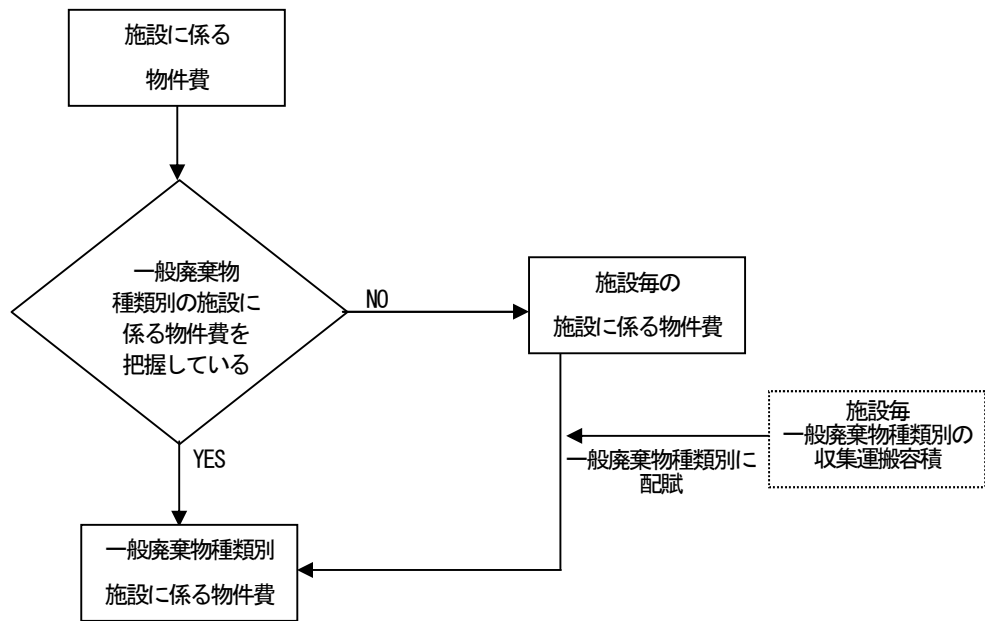 施設に係る
物件費
一般廃棄物
種類別の施設に
係る物件費を
把握している
NO
施設毎の
施設に係る物件費
施設毎
一般廃棄物種類別の
収集運搬容積
一般廃棄物種類別に
配賦
YES
一般廃棄物種類別
施設に係る物件費